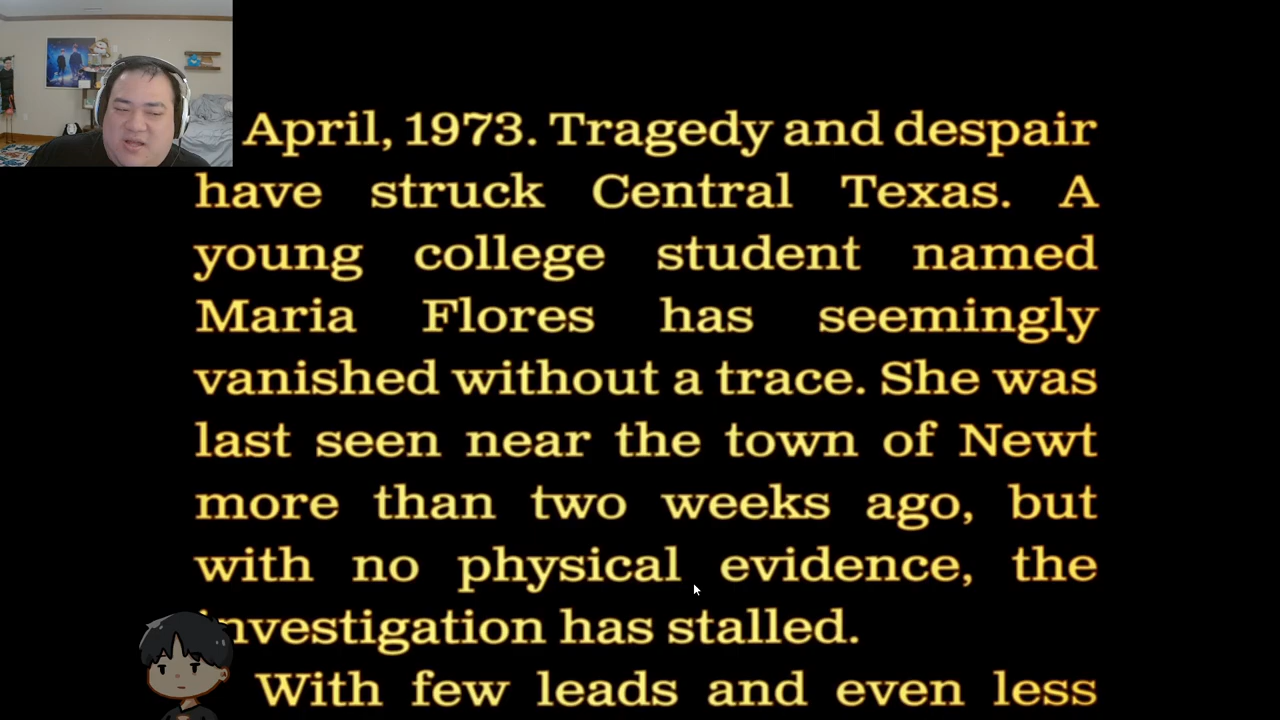 April, 1973. Tragedy and despair
have struck Central Texas. A
young college student named
Maria Flores has seemingly
vanished without a trace. She was
last seen near the town of Newt
more than two weeks ago, but
with no physical evidence, the
investigation has stalled.
With few leads and even less